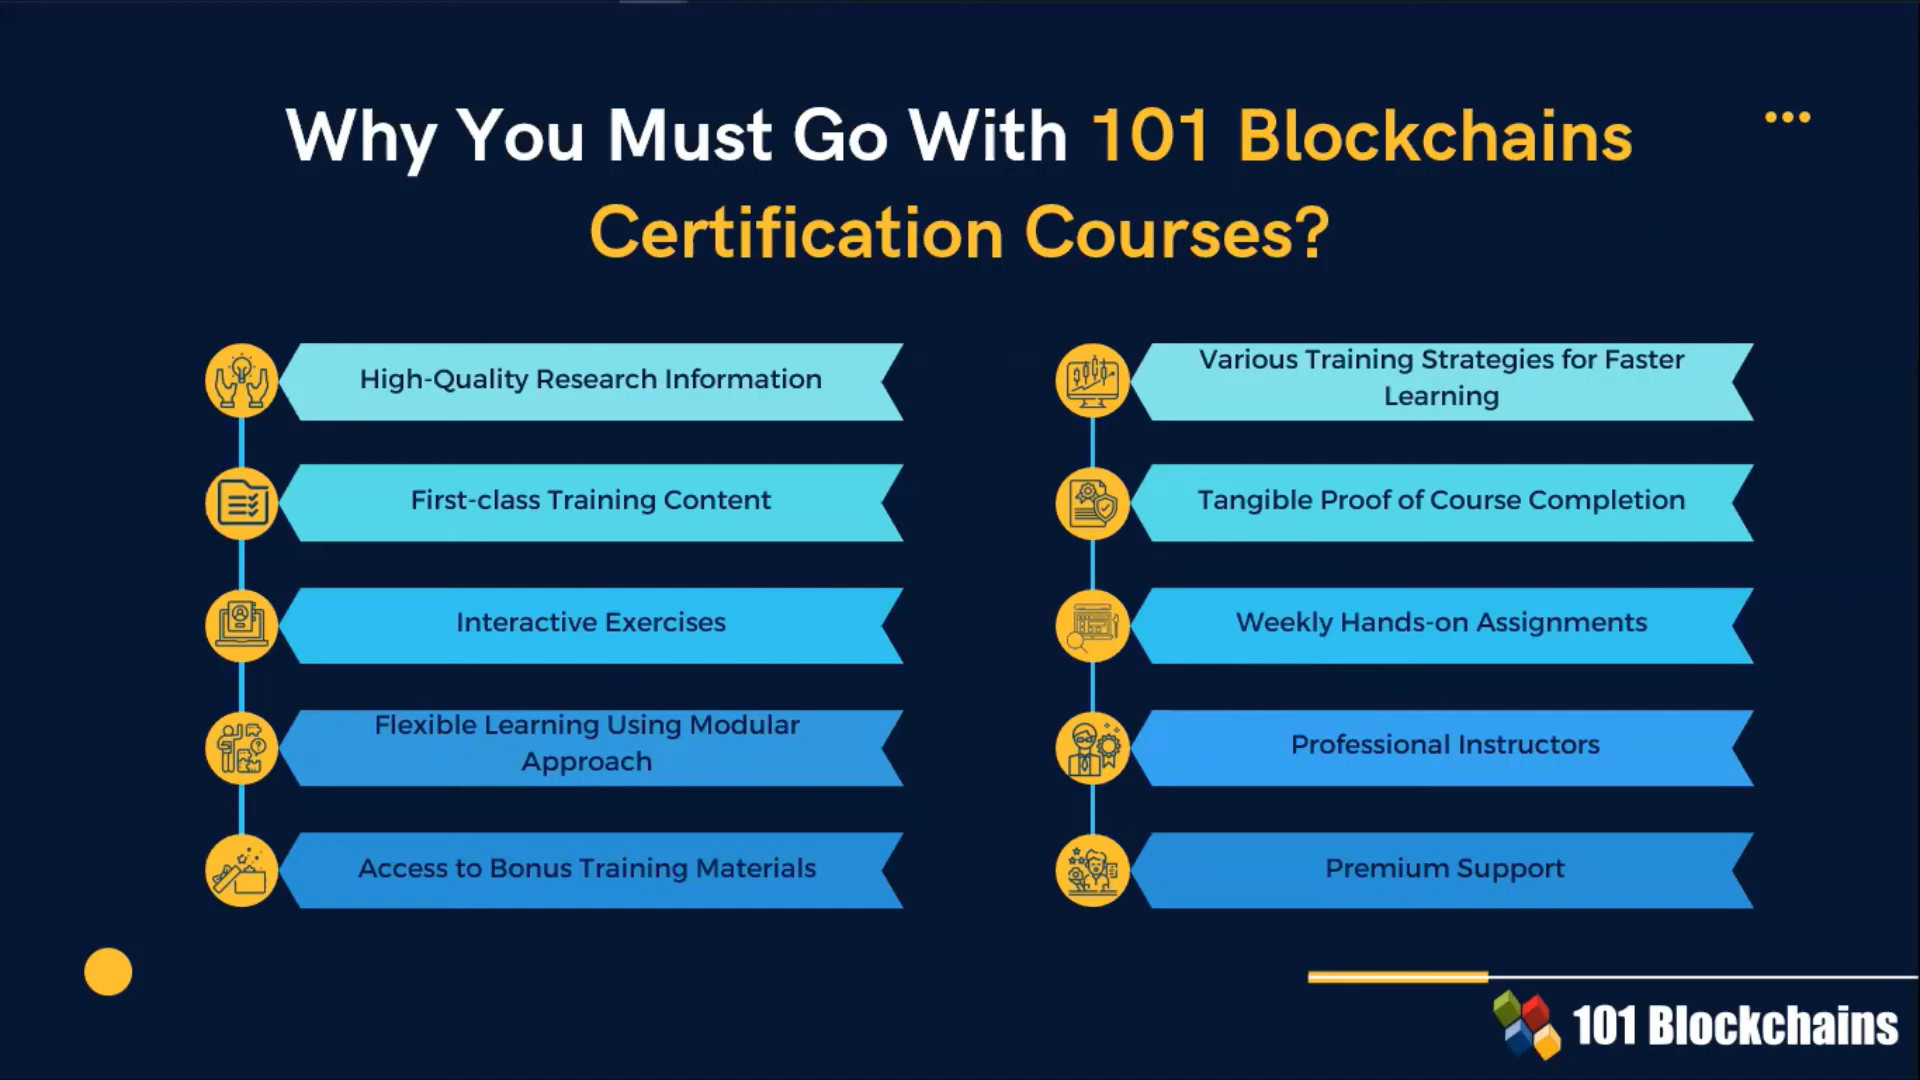 Why You Must Go With 101 Blockchains
Certification Courses?
High-Quality Research Information
First-class Training Content
Interactive Exercises
Flexible Learning Using Modular
Approach
Access to Bonus Training Materials
Various Training Strategies for Faster
Learning
Tangible Proof of Course Completion
Weekly Hands-on Assignments
Professional Instructors
Premium Support
101 Blockchains